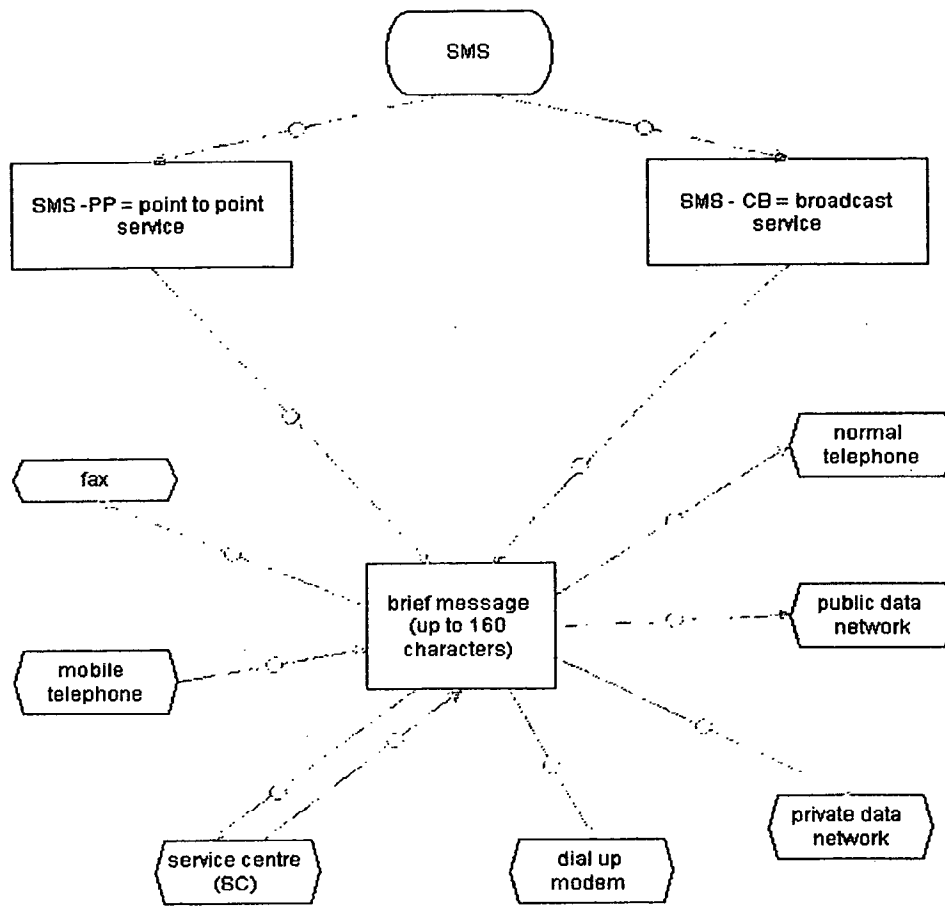 SMS
SMS -PP = point to point
service
SMS - CB = broadcast
service
normal
telephone
fax
brief message
(up to 160
characters)
public data
network
mobile
telephone
private data
network
service centre
(SC)
dial up
modem